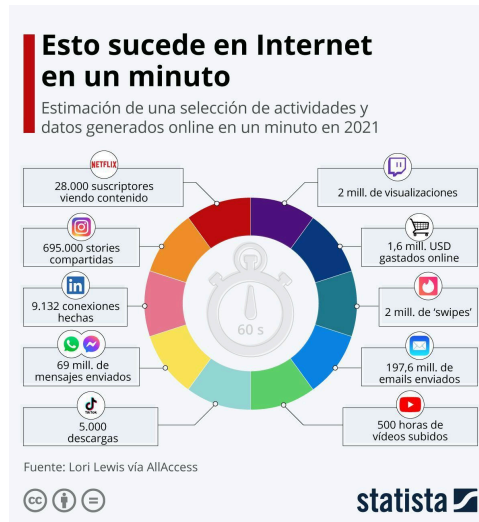 Esto sucede en Internet
en un minuto
Estimación de una selección de actividades y
datos generados online en un minuto en 2021
NETFLIX
28.000 suscriptores
viendo contenido
2 mill. de visualizaciones
695.000 stories
compartidas
1,6 mill. USD
gastados online
in
9.132 conexiones
hechas
2 mill. de ‘swipes’
60 s
69 mill. de
mensajes enviados
197,6 mill. de
emails enviados
TIKTOK
5.000
descargas
500 horas de
vídeos subidos
Fuente: Lori Lewis vía AllAccess
cc
statista